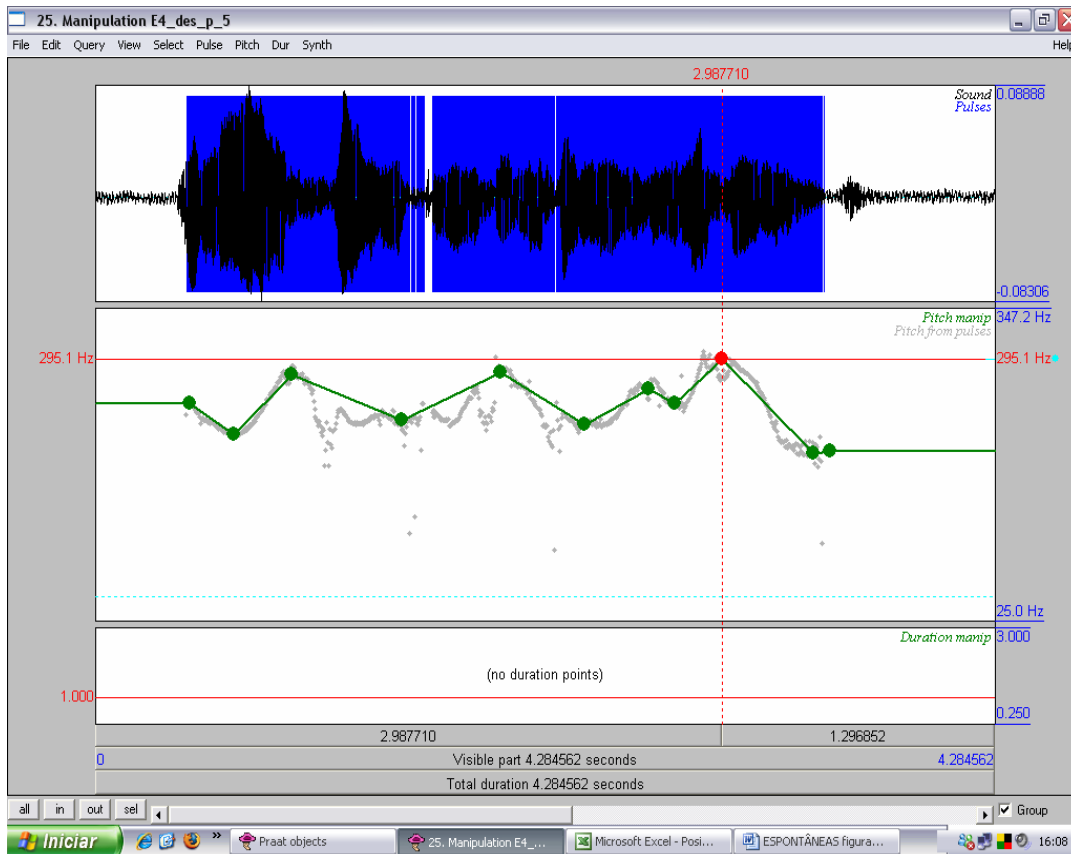 25. Manipulation E4_des_p_5
File Edit Query View Select Pulse Pitch Dur Synth Help
2.987710
Sound 0.08888
Pulses
-0.08306
Pitch manip 347.2 Hz
Pitch from pulses
295.1 Hz 295.1 Hz
25.0 Hz
Duration manip 3.000
(no duration points)
1.000
0.250
2.987710 1.296852
0 Visible part 4.284562 seconds 4.284562
Total duration 4.284562 seconds
all in out sel Group
Iniciar » Praat objects 25. Manipulation E4_... Microsoft Excel - Posi... ESPONTÂNEAS figura... 16:08